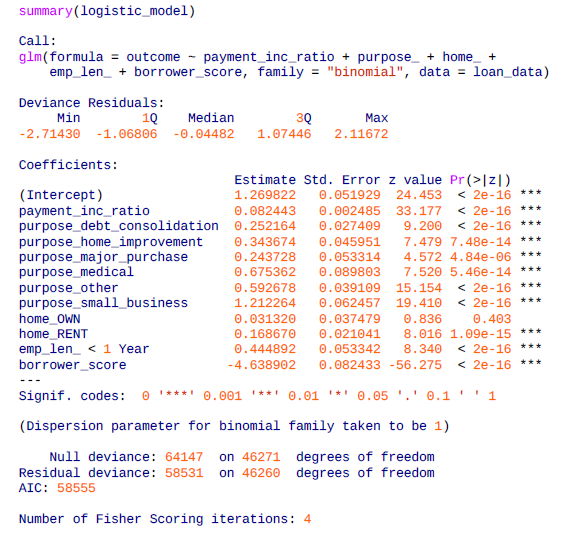 summary(logistic_model)
Call:
glm(formula = outcome ~ payment_inc_ratio + purpose_ + home_ +
    emp_len_ + borrower_score, family = "binomial", data = loan_data)
Deviance Residuals:
     Min       1Q   Median       3Q      Max
-2.71430 -1.06806 -0.04482  1.07446  2.11672
Coefficients:
                            Estimate Std. Error z value Pr(>|z|)
(Intercept)                 1.269822   0.051929  24.453  < 2e-16 ***
payment_inc_ratio           0.082443   0.002485  33.177  < 2e-16 ***
purpose_debt_consolidation  0.252164   0.027409   9.200  < 2e-16 ***
purpose_home_improvement    0.343674   0.045951   7.479 7.48e-14 ***
purpose_major_purchase      0.243728   0.053314   4.572 4.84e-06 ***
purpose_medical             0.675362   0.089803   7.520 5.46e-14 ***
purpose_other               0.592678   0.039109  15.154  < 2e-16 ***
purpose_small_business      1.212264   0.062457  19.410  < 2e-16 ***
home_OWN                    0.031320   0.037479   0.836    0.403
home_RENT                   0.168670   0.021041   8.016 1.09e-15 ***
emp_len_ < 1 Year           0.444892   0.053342   8.340  < 2e-16 ***
borrower_score             -4.638902   0.082433 -56.275  < 2e-16 ***
---
Signif. codes:  0 '***' 0.001 '**' 0.01 '*' 0.05 '.' 0.1 ' ' 1
(Dispersion parameter for binomial family taken to be 1)
    Null deviance: 64147  on 46271  degrees of freedom
Residual deviance: 58531  on 46260  degrees of freedom
AIC: 58555
Number of Fisher Scoring iterations: 4